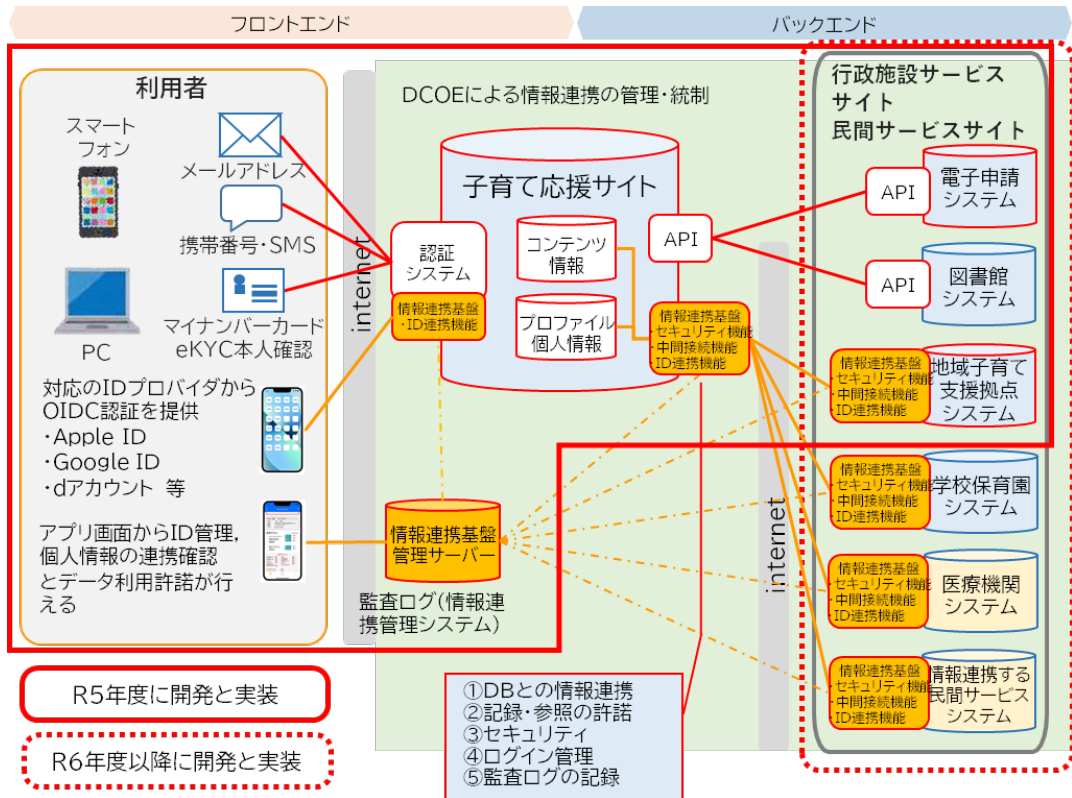 フロントエンド
バックエンド
利用者
スマート
フォン
メールアドレス
携帯番号・SMS
マイナンバーカード
eKYC本人確認
PC
対応のIDプロバイダから
OIDC認証を提供
・Apple ID
・Google ID
・dアカウント 等
アプリ画面からID管理,
個人情報の連携確認
とデータ利用許諾が行
える
internet
DCOEによる情報連携の管理・統制
子育て応援サイト
認証
システム
情報連携基盤
・ID連携機能
コンテンツ
情報
プロファイル
個人情報
API
情報連携基盤
・セキュリティ機能
・中間接続機能
・ID連携機能
情報連携基盤
管理サーバー
監査ログ(情報連
携管理システム)
internet
行政施設サービス
サイト
民間サービスサイト
API
電子申請
システム
API
図書館
システム
情報連携基盤
・セキュリティ機能
・中間接続機能
・ID連携機能
地域子育て
支援拠点
システム
情報連携基盤
・セキュリティ機能
・中間接続機能
・ID連携機能
学校保育園
システム
情報連携基盤
・セキュリティ機能
・中間接続機能
・ID連携機能
医療機関
システム
情報連携基盤
・セキュリティ機能
・中間接続機能
・ID連携機能
情報連携する
民間サービス
システム
R5年度に開発と実装
R6年度以降に開発と実装
①DBとの情報連携
②記録・参照の許諾
③セキュリティ
④ログイン管理
⑤監査ログの記録